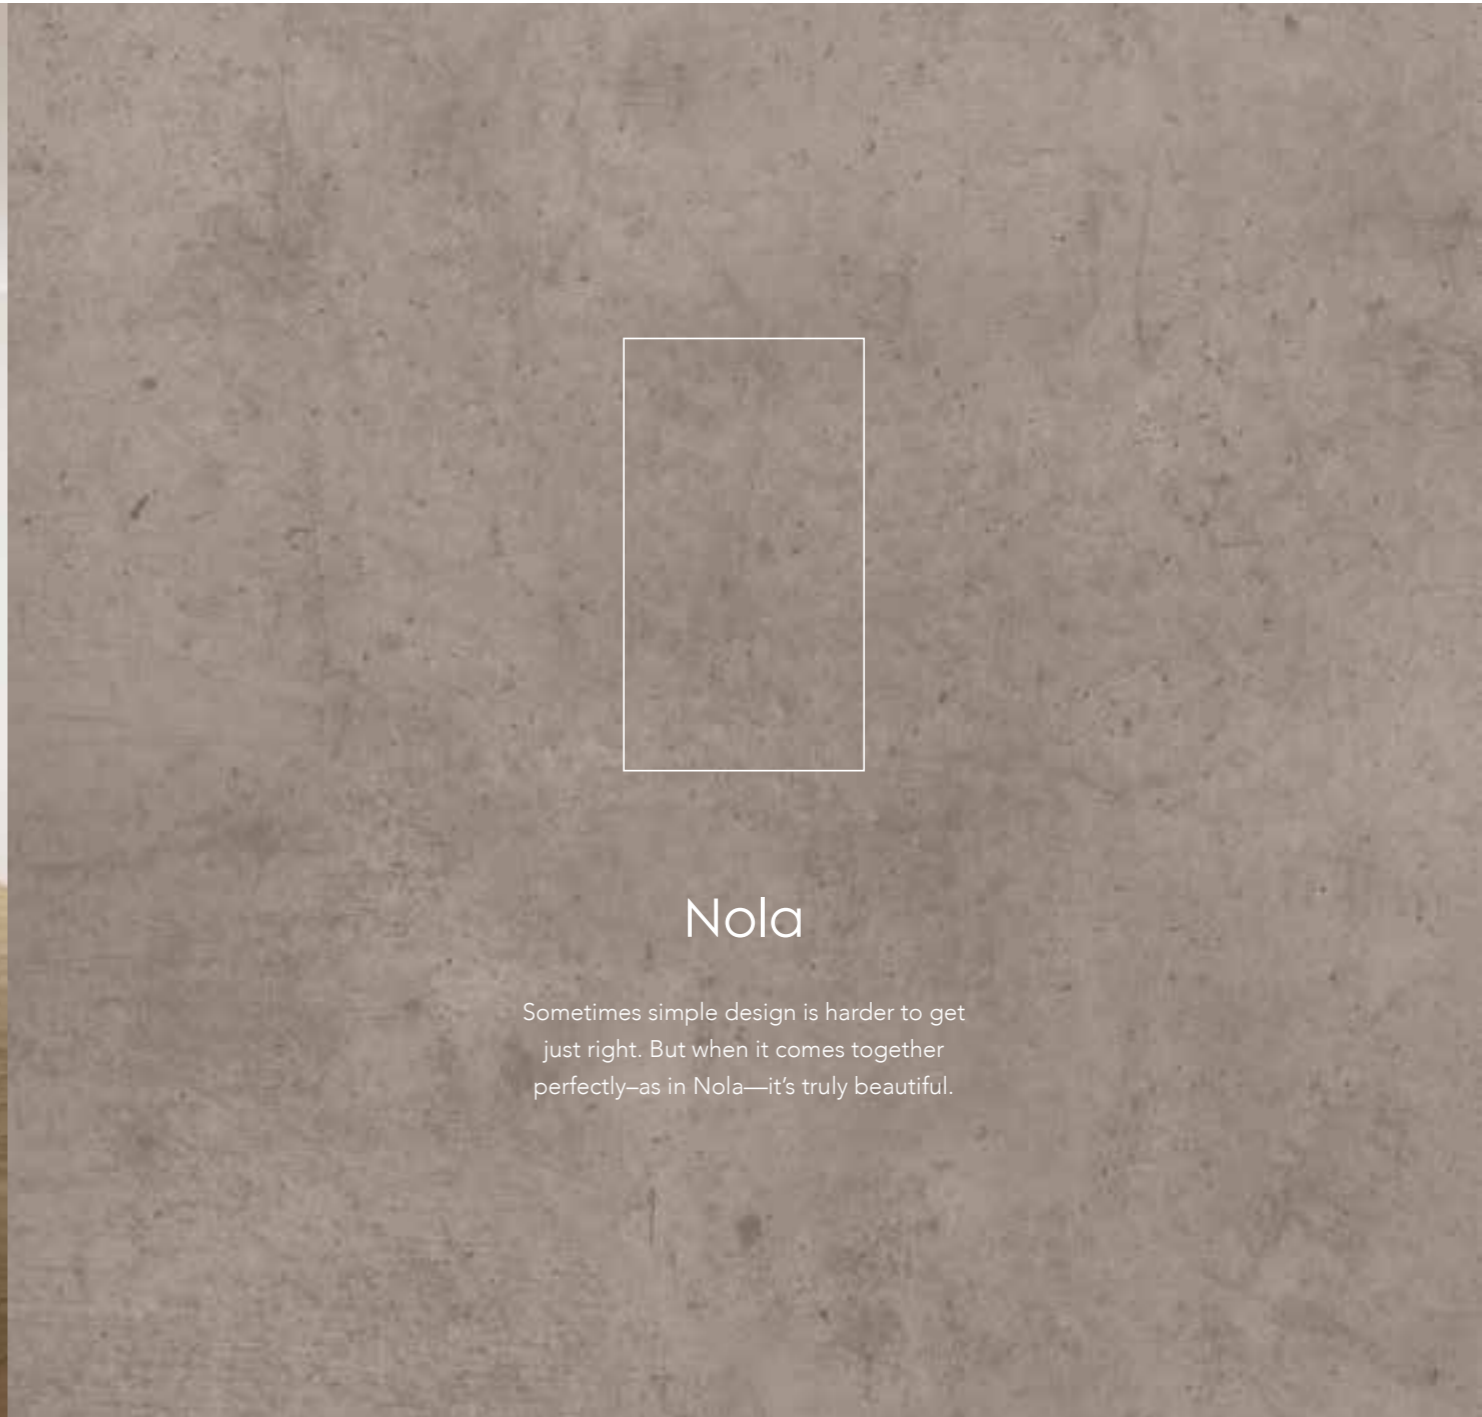 Nola
Sometimes simple design is harder to get
just right. But when it comes together
perfectly–as in Nola—it’s truly beautiful.